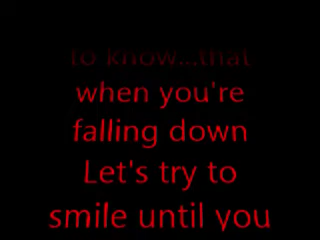 to know...that
when you're
falling down
Let's try to
smile until you